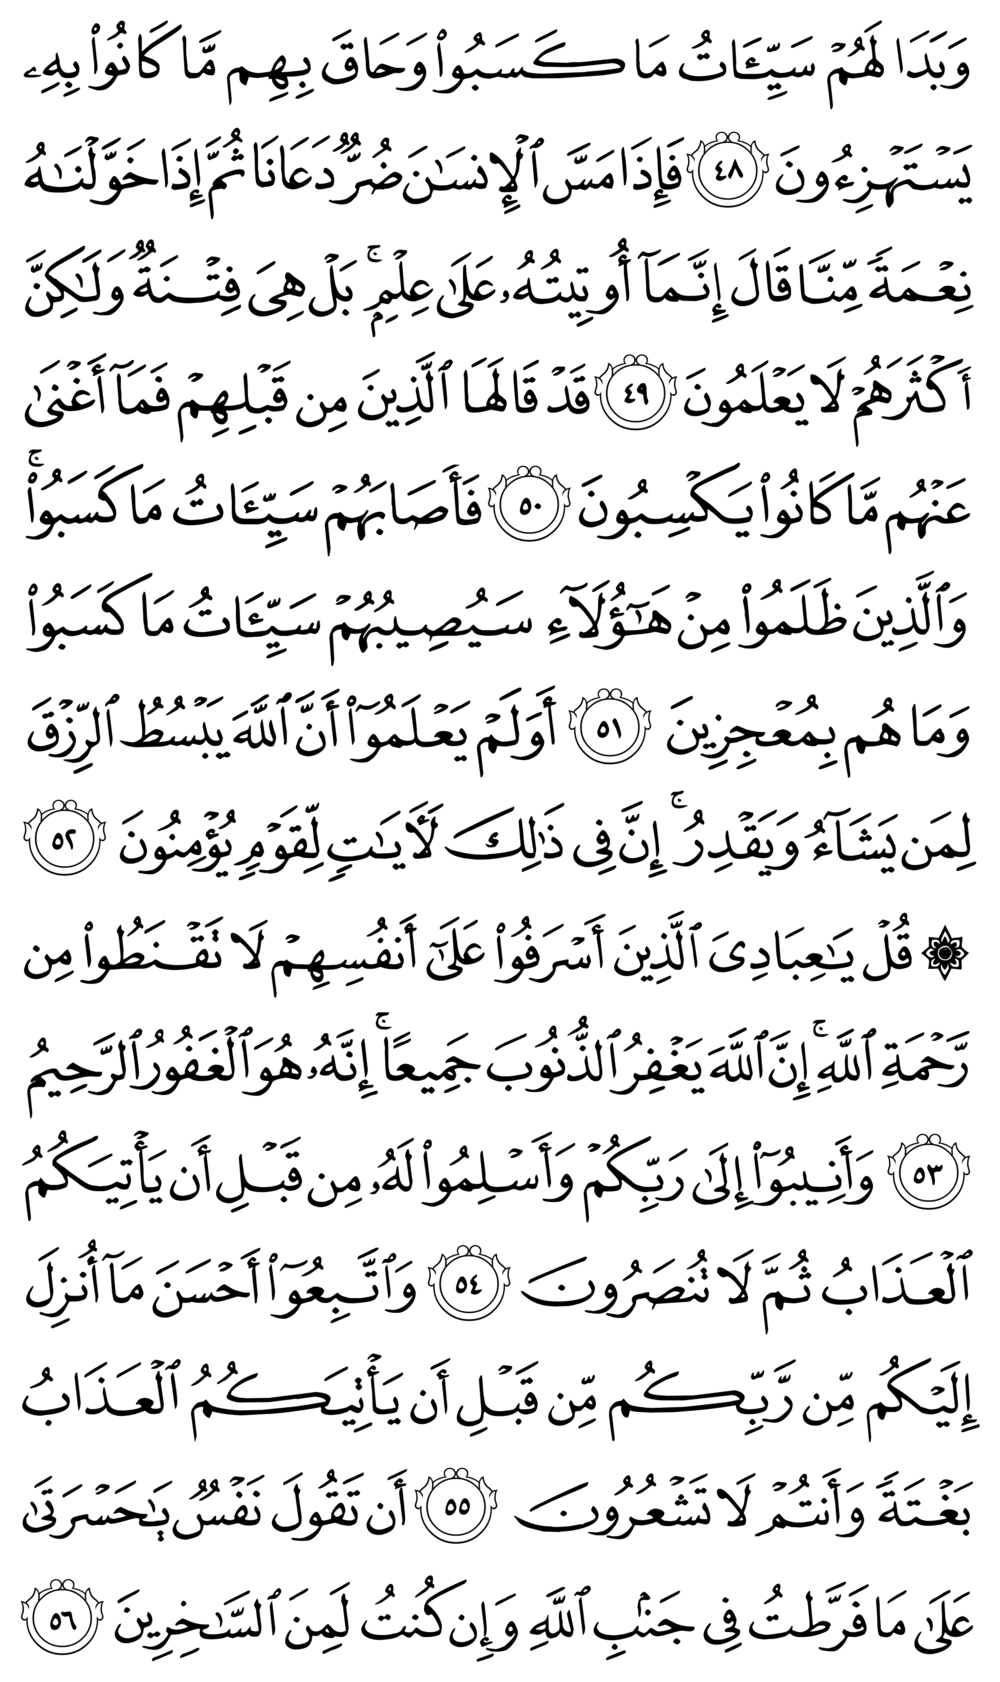 وَبَدَا لَهُمْ سَيِّـَٔاتُ مَا كَسَبُوا۟ وَحَاقَ بِهِم مَّا كَانُوا۟ بِهِۦ
يَسْتَهْزِءُونَ ٤٨ فَإِذَا مَسَّ ٱلْإِنسَٰنَ ضُرٌّ دَعَانَا ثُمَّ إِذَا خَوَّلْنَٰهُ
نِعْمَةً مِّنَّا قَالَ إِنَّمَآ أُوتِيتُهُۥ عَلَىٰ عِلْمٍۭ ۚ بَلْ هِىَ فِتْنَةٌ وَلَٰكِنَّ
أَكْثَرَهُمْ لَا يَعْلَمُونَ ٤٩ قَدْ قَالَهَا ٱلَّذِينَ مِن قَبْلِهِمْ فَمَآ أَغْنَىٰ
عَنْهُم مَّا كَانُوا۟ يَكْسِبُونَ ٥٠ فَأَصَابَهُمْ سَيِّـَٔاتُ مَا كَسَبُوا۟ ۚ
وَٱلَّذِينَ ظَلَمُوا۟ مِنْ هَٰٓؤُلَآءِ سَيُصِيبُهُمْ سَيِّـَٔاتُ مَا كَسَبُوا۟
وَمَا هُم بِمُعْجِزِينَ ٥١ أَوَلَمْ يَعْلَمُوٓا۟ أَنَّ ٱللَّهَ يَبْسُطُ ٱلرِّزْقَ
لِمَن يَشَآءُ وَيَقْدِرُ ۚ إِنَّ فِى ذَٰلِكَ لَـَٔايَٰتٍ لِّقَوْمٍ يُؤْمِنُونَ ٥٢
۞ قُلْ يَٰعِبَادِىَ ٱلَّذِينَ أَسْرَفُوا۟ عَلَىٰٓ أَنفُسِهِمْ لَا تَقْنَطُوا۟ مِن
رَّحْمَةِ ٱللَّهِ ۚ إِنَّ ٱللَّهَ يَغْفِرُ ٱلذُّنُوبَ جَمِيعًا ۚ إِنَّهُۥ هُوَ ٱلْغَفُورُ ٱلرَّحِيمُ
٥٣ وَأَنِيبُوٓا۟ إِلَىٰ رَبِّكُمْ وَأَسْلِمُوا۟ لَهُۥ مِن قَبْلِ أَن يَأْتِيَكُمُ
ٱلْعَذَابُ ثُمَّ لَا تُنصَرُونَ ٥٤ وَٱتَّبِعُوٓا۟ أَحْسَنَ مَآ أُنزِلَ
إِلَيْكُم مِّن رَّبِّكُم مِّن قَبْلِ أَن يَأْتِيَكُمُ ٱلْعَذَابُ
بَغْتَةً وَأَنتُمْ لَا تَشْعُرُونَ ٥٥ أَن تَقُولَ نَفْسٌ يَٰحَسْرَتَىٰ
عَلَىٰ مَا فَرَّطتُ فِى جَنۢبِ ٱللَّهِ وَإِن كُنتُ لَمِنَ ٱلسَّٰخِرِينَ ٥٦